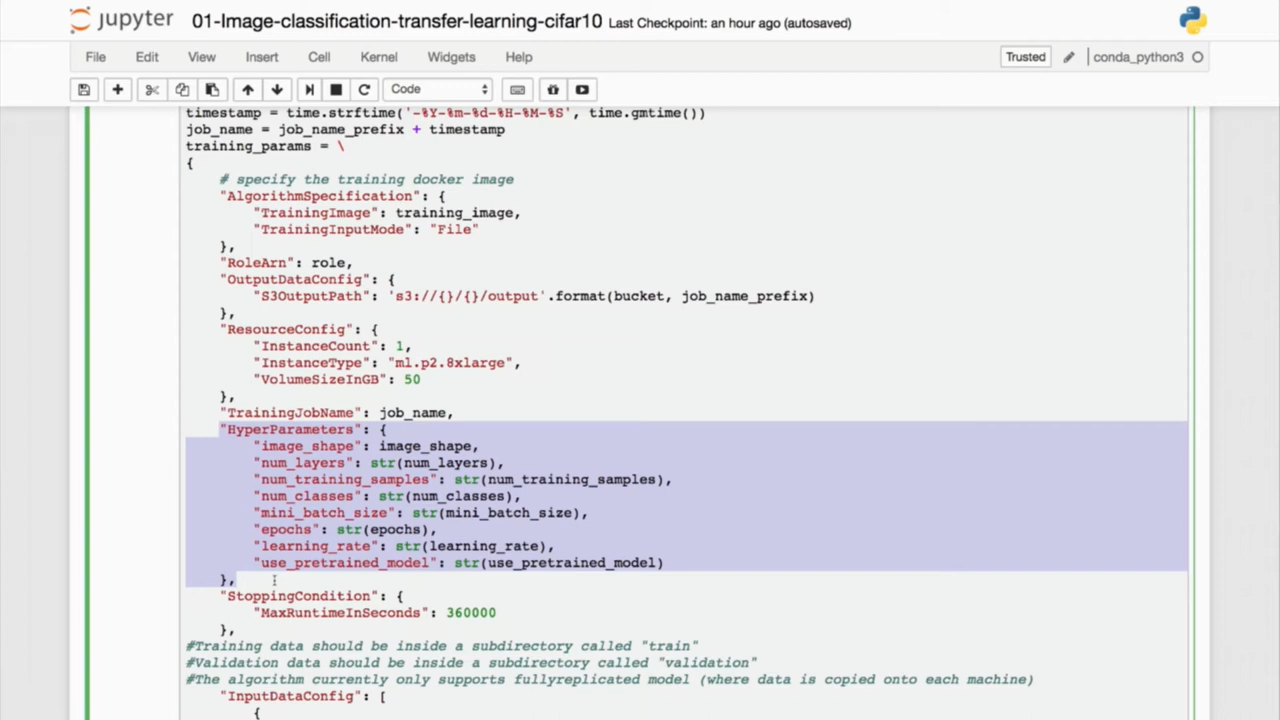 jupyter 01-Image-classification-transfer-learning-cifar10 Last Checkpoint: an hour ago (autosaved)
File Edit View Insert Cell Kernel Widgets Help Trusted conda_python3
Code
timestamp = time.strftime('-%Y-%m-%d-%H-%M-%S', time.gmtime())
job_name = job_name_prefix + timestamp
training_params = \
{
# specify the training docker image
"AlgorithmSpecification": {
"TrainingImage": training_image,
"TrainingInputMode": "File"
},
"RoleArn": role,
"OutputDataConfig": {
"S3OutputPath": 's3://{}/{}/output'.format(bucket, job_name_prefix)
},
"ResourceConfig": {
"InstanceCount": 1,
"InstanceType": "ml.p2.8xlarge",
"VolumeSizeInGB": 50
},
"TrainingJobName": job_name,
"HyperParameters": {
"image_shape": image_shape,
"num_layers": str(num_layers),
"num_training_samples": str(num_training_samples),
"num_classes": str(num_classes),
"mini_batch_size": str(mini_batch_size),
"epochs": str(epochs),
"learning_rate": str(learning_rate),
"use_pretrained_model": str(use_pretrained_model)
},
"StoppingCondition": {
"MaxRuntimeInSeconds": 360000
},
#Training data should be inside a subdirectory called "train"
#Validation data should be inside a subdirectory called "validation"
#The algorithm currently only supports fullyreplicated model (where data is copied onto each machine)
"InputDataConfig": [
{